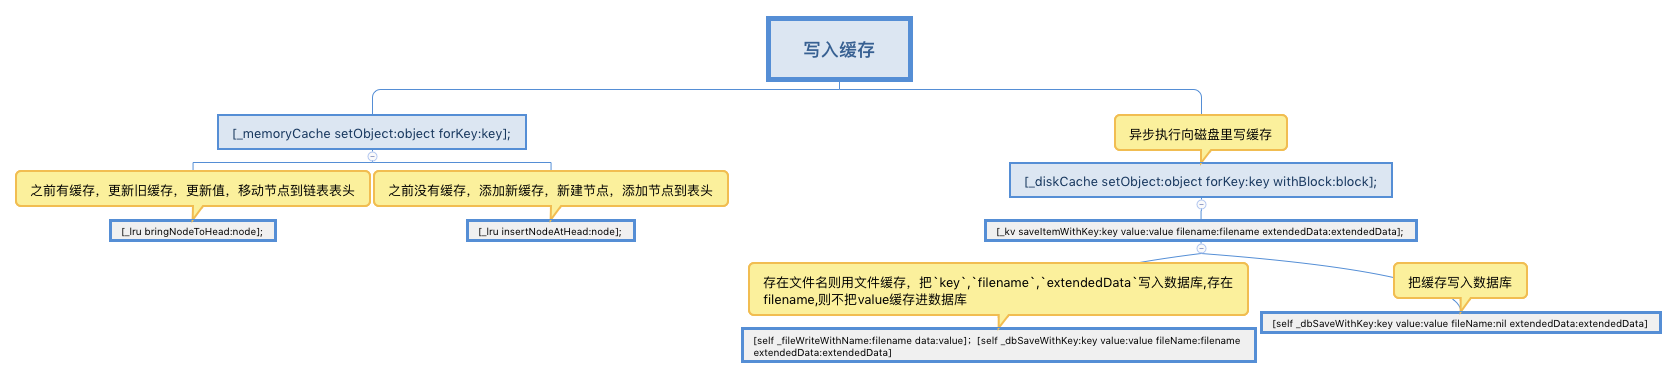 写入缓存
[_memoryCache setObject:object forKey:key];
之前有缓存，更新旧缓存，更新值，移动节点到链表表头
[_lru bringNodeToHead:node];
之前没有缓存，添加新缓存，新建节点，添加节点到表头
[_lru insertNodeAtHead:node];
异步执行向磁盘里写缓存
[_diskCache setObject:object forKey:key withBlock:block];
[_kv saveItemWithKey:key value:value filename:filename extendedData:extendedData];
存在文件名则用文件缓存，把`key`,`filename`,`extendedData`写入数据库,存在
filename,则不把value缓存进数据库
[self _fileWriteWithName:filename data:value]；[self _dbSaveWithKey:key value:value fileName:filename
extendedData:extendedData]
把缓存写入数据库
[self _dbSaveWithKey:key value:value fileName:nil extendedData:extendedData]